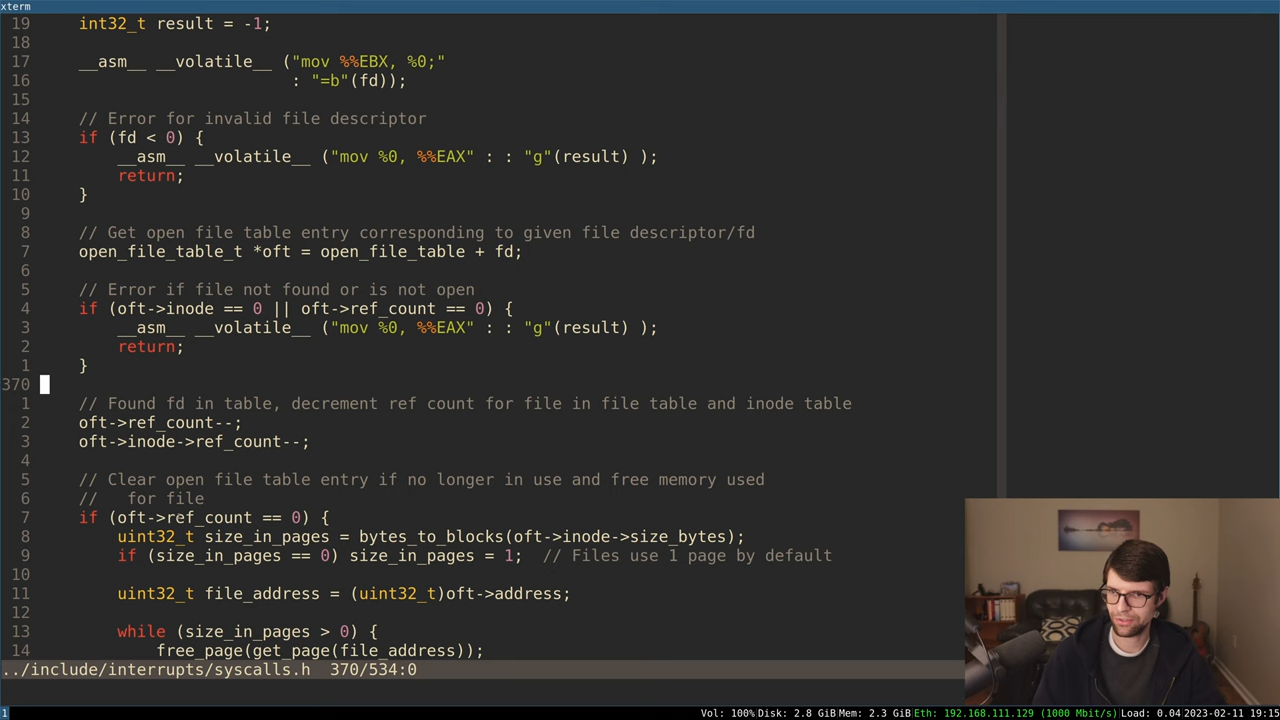 xterm
19 int32_t result = -1;
18
17 __asm__ __volatile__ ("mov %%EBX, %0;"
16 : "=b"(fd));
15
14 // Error for invalid file descriptor
13 if (fd < 0) {
12 __asm__ __volatile__ ("mov %0, %%EAX" : : "g"(result) );
11 return;
10 }
9
8 // Get open file table entry corresponding to given file descriptor/fd
7 open_file_table_t *oft = open_file_table + fd;
6
5 // Error if file not found or is not open
4 if (oft->inode == 0 || oft->ref_count == 0) {
3 __asm__ __volatile__ ("mov %0, %%EAX" : : "g"(result) );
2 return;
1 }
370
1 // Found fd in table, decrement ref count for file in file table and inode table
2 oft->ref_count--;
3 oft->inode->ref_count--;
4
5 // Clear open file table entry if no longer in use and free memory used
6 // for file
7 if (oft->ref_count == 0) {
8 uint32_t size_in_pages = bytes_to_blocks(oft->inode->size_bytes);
9 if (size_in_pages == 0) size_in_pages = 1; // Files use 1 page by default
10
11 uint32_t file_address = (uint32_t)oft->address;
12
13 while (size_in_pages > 0) {
14 free_page(get_page(file_address));
../include/interrupts/syscalls.h 370/534:0
1 Vol: 100% Disk: 2.8 GiB Mem: 2.3 GiB Eth: 192.168.111.129 (1000 Mbit/s) Load: 0.04 2023-02-11 19:15